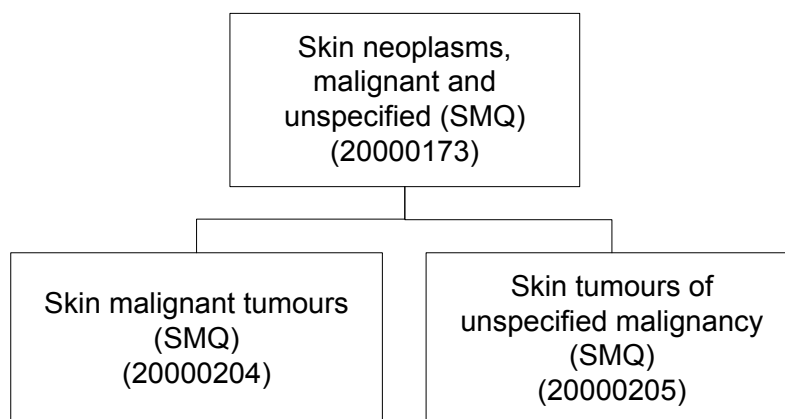 Skin neoplasms,
malignant and
unspecified (SMQ)
(20000173)
Skin malignant tumours
(SMQ)
(20000204)
Skin tumours of
unspecified malignancy
(SMQ)
(20000205)